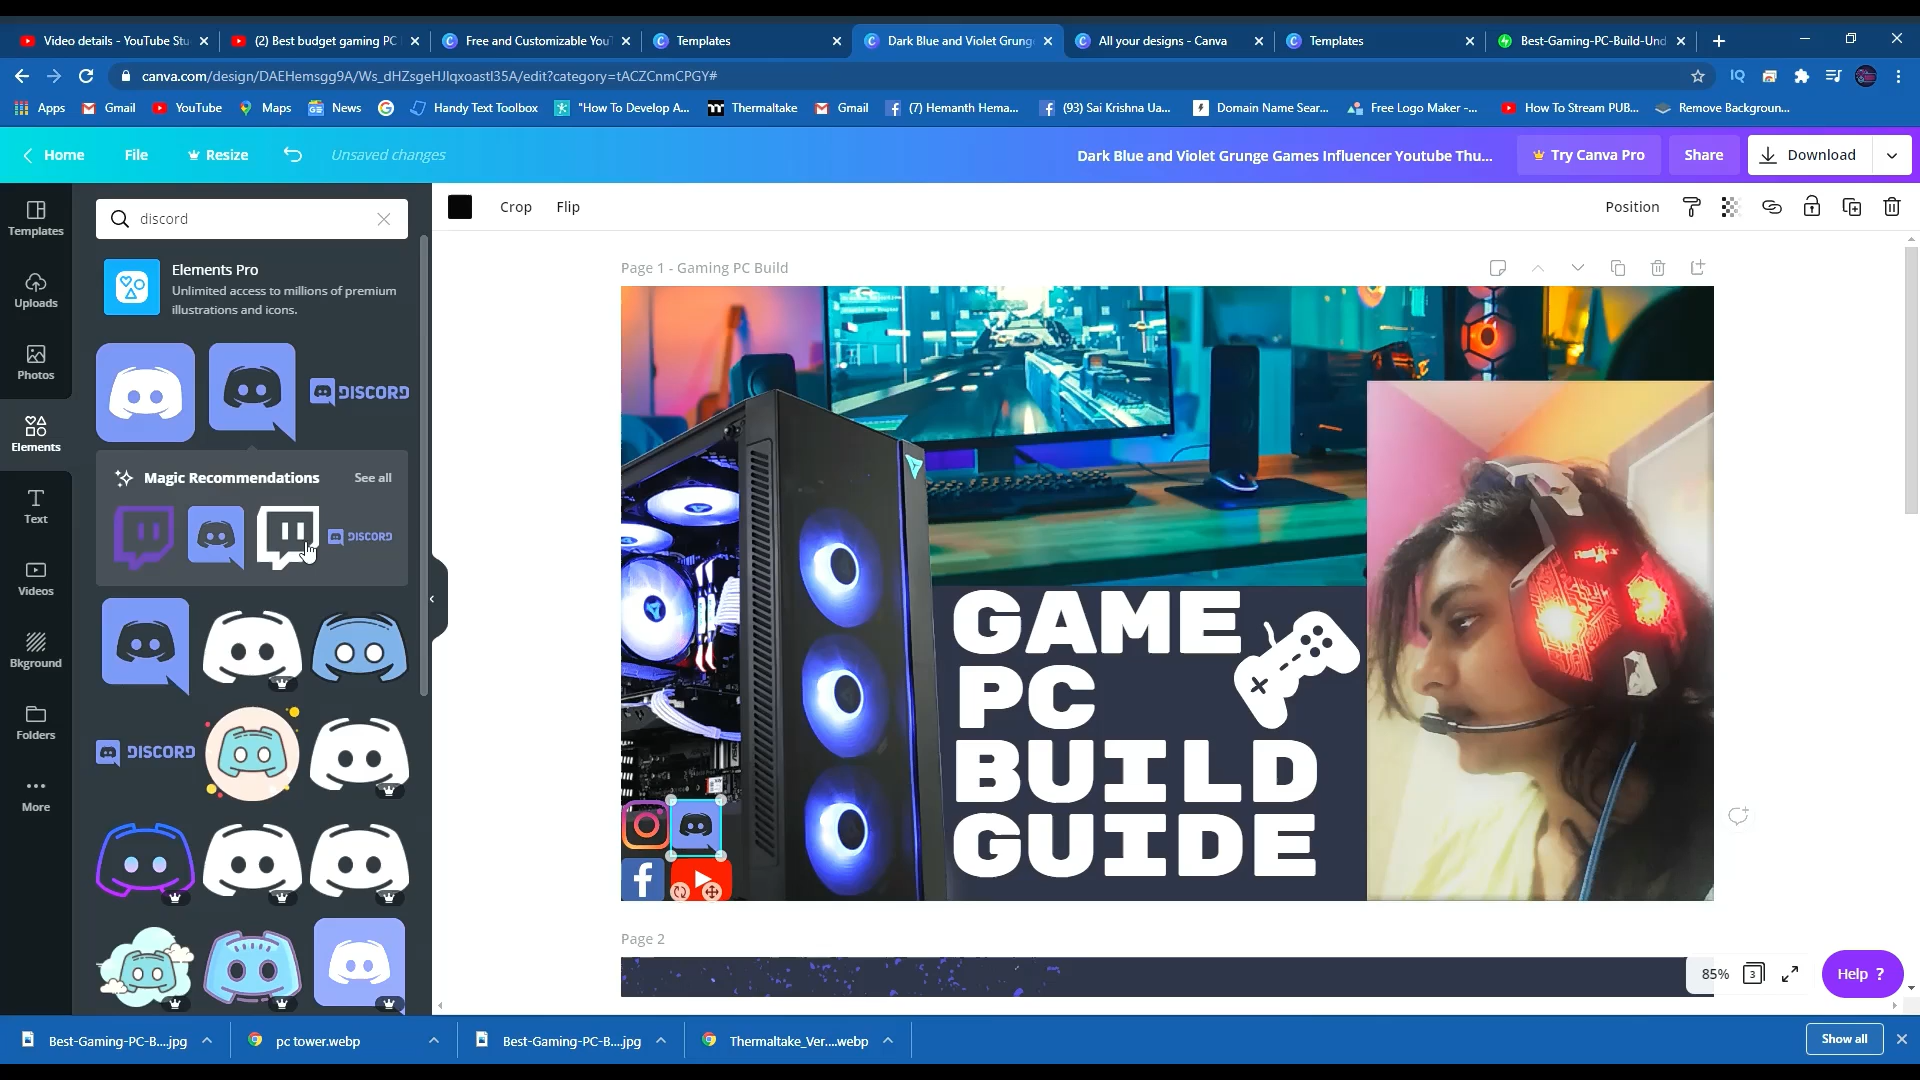 Video details - YouTube Stu
(2) Best budget gaming PC
Free and Customizable You
Templates
Dark Blue and Violet Grung
All your designs - Canva
Templates
Best-Gaming-PC-Build-Und
canva.com/design/DAEHemsgg9A/Ws_dHZsgeHJlqxoastI35A/edit?category=tACZCnmCPGY#
Apps
Gmail
YouTube
Maps
News
Handy Text Toolbox
"How To Develop A...
Thermaltake
Gmail
(7) Hemanth Hema...
(93) Sai Krishna Ua...
Domain Name Sear...
Free Logo Maker -...
How To Stream PUB...
Remove Backgroun...
Home
File
Resize
Unsaved changes
Dark Blue and Violet Grunge Games Influencer Youtube Thu...
Try Canva Pro
Share
Download
Templates
Uploads
Photos
Elements
Text
Videos
Bkground
Folders
More
discord
Elements Pro
Unlimited access to millions of premium
illustrations and icons.
DISCORD
Magic Recommendations
See all
DISCORD
DISCORD
Crop
Flip
Position
Page 1 - Gaming PC Build
GAME
PC
BUILD
GUIDE
Page 2
85%
3
Help ?
Best-Gaming-PC-B....jpg
pc tower.webp
Best-Gaming-PC-B....jpg
Thermaltake_Ver....webp
Show all